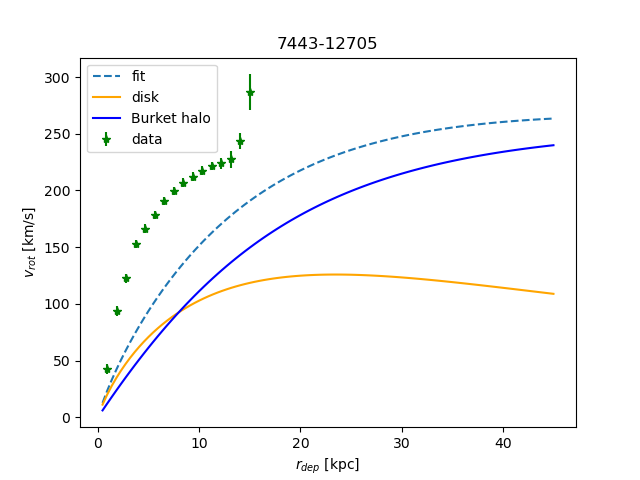 7443-12705
fit
disk
Burket halo
data
300
250
200
150
100
50
0
v_rot [km/s]
0 10 20 30 40
r_dep [kpc]